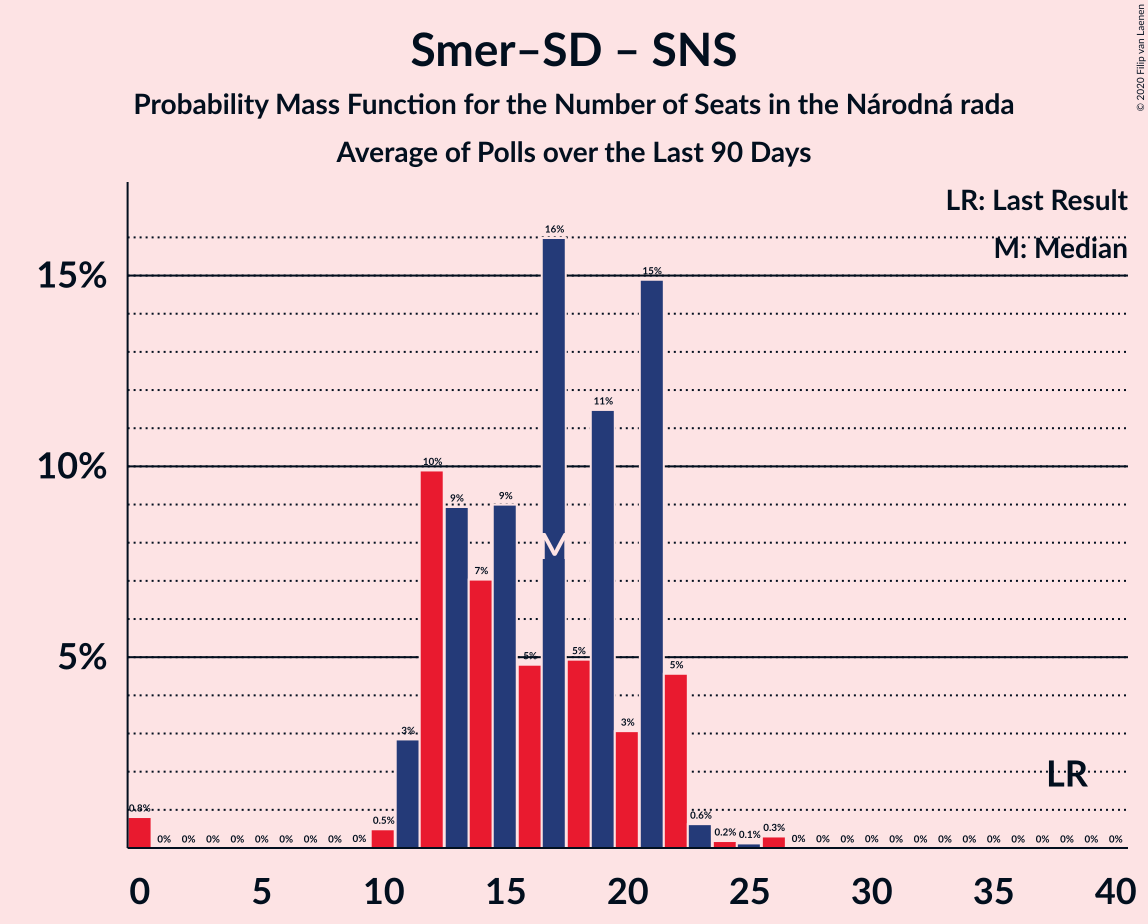 Smer–SD – SNS
Probability Mass Function for the Number of Seats in the Národná rada
Average of Polls over the Last 90 Days
© 2020 Filip van Laenen
LR: Last Result
M: Median
15%
10%
5%
0.8% 0% 0% 0% 0% 0% 0% 0% 0% 0% 0.5% 3% 10% 9% 7% 9% 5% 16% 5% 11% 3% 15% 5% 0.6% 0.2% 0.1% 0.3% 0% 0% 0% 0% 0% 0% 0% 0% 0% 0% 0% 0% 0% 0%
M
LR
0 5 10 15 20 25 30 35 40